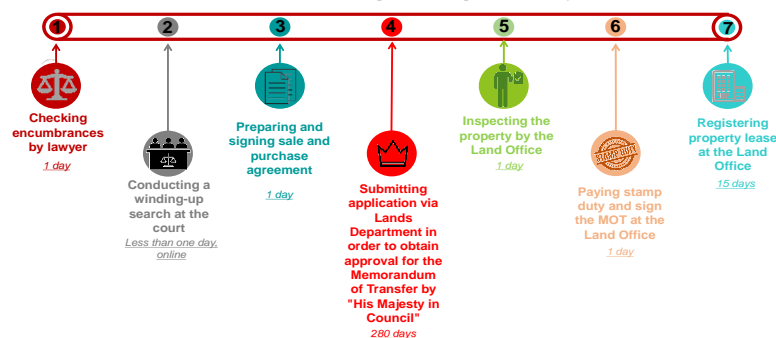 1
2
3
4
5
6
7
Checking
encumbrances
by lawyer
1 day
Conducting a
winding-up
search at the
court
Less than one day,
online
Preparing and
signing sale and
purchase
agreement
1 day
Submitting
application via
Lands
Department in
order to obtain
approval for the
Memorandum
of Transfer by
"His Majesty in
Council"
280 days
Inspecting the
property by the
Land Office
1 day
STAMP DUTY
Paying stamp
duty and sign
the MOT at the
Land Office
1 day
Registering
property lease
at the Land
Office
15 days